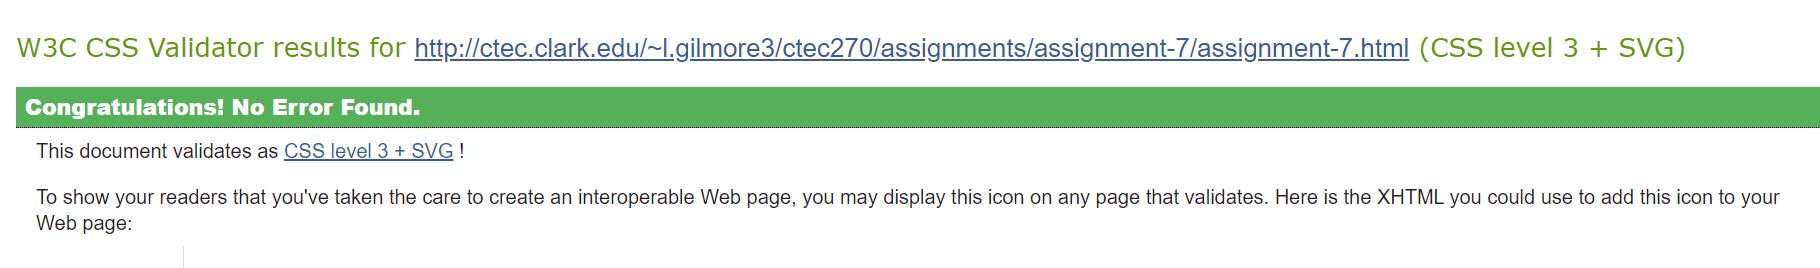 W3C CSS Validator results for http://ctec.clark.edu/~l.gilmore3/ctec270/assignments/assignment-7/assignment-7.html (CSS level 3 + SVG)
Congratulations! No Error Found.
This document validates as CSS level 3 + SVG !
To show your readers that you've taken the care to create an interoperable Web page, you may display this icon on any page that validates. Here is the XHTML you could use to add this icon to your
Web page: